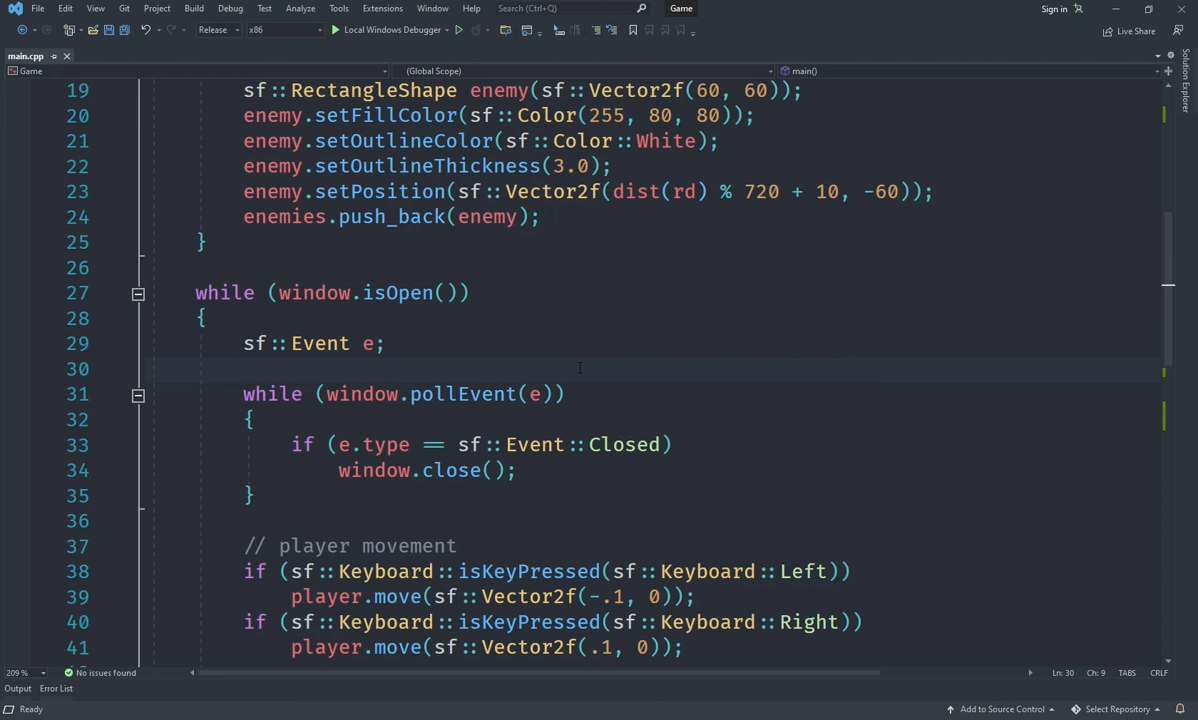 File Edit View Git Project Build Debug Test Analyze Tools Extensions Window Help Search (Ctrl+Q) Game Sign in
Release x86 Local Windows Debugger Live Share
main.cpp
Game (Global Scope) main()
Solution Explorer
19 sf::RectangleShape enemy(sf::Vector2f(60, 60));
20 enemy.setFillColor(sf::Color(255, 80, 80));
21 enemy.setOutlineColor(sf::Color::White);
22 enemy.setOutlineThickness(3.0);
23 enemy.setPosition(sf::Vector2f(dist(rd) % 720 + 10, -60));
24 enemies.push_back(enemy);
25 }
26
27 while (window.isOpen())
28 {
29 sf::Event e;
30
31 while (window.pollEvent(e))
32 {
33 if (e.type == sf::Event::Closed)
34 window.close();
35 }
36
37 // player movement
38 if (sf::Keyboard::isKeyPressed(sf::Keyboard::Left))
39 player.move(sf::Vector2f(-.1, 0));
40 if (sf::Keyboard::isKeyPressed(sf::Keyboard::Right))
41 player.move(sf::Vector2f(.1, 0));
209 % No issues found Ln: 30 Ch: 9 TABS CRLF
Output Error List
Ready Add to Source Control Select Repository